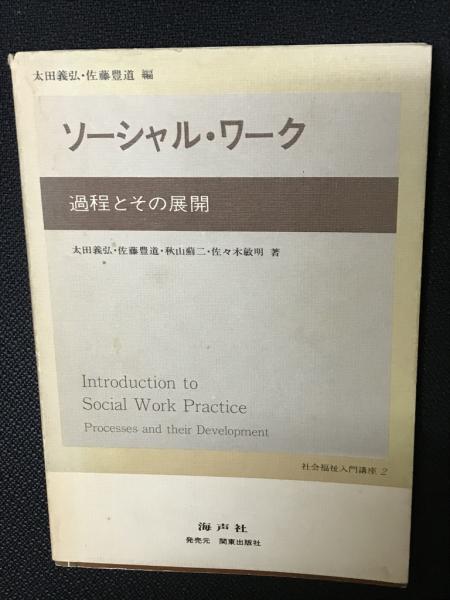 太田義弘・佐藤豊道 編
ソーシャル・ワーク
過程とその展開
太田義弘・佐藤豊道・秋山薊二・佐々木敏明 著
Introduction to
Social Work Practice
Processes and their Development
社会福祉入門講座 2
海声社
発売元 関東出版社